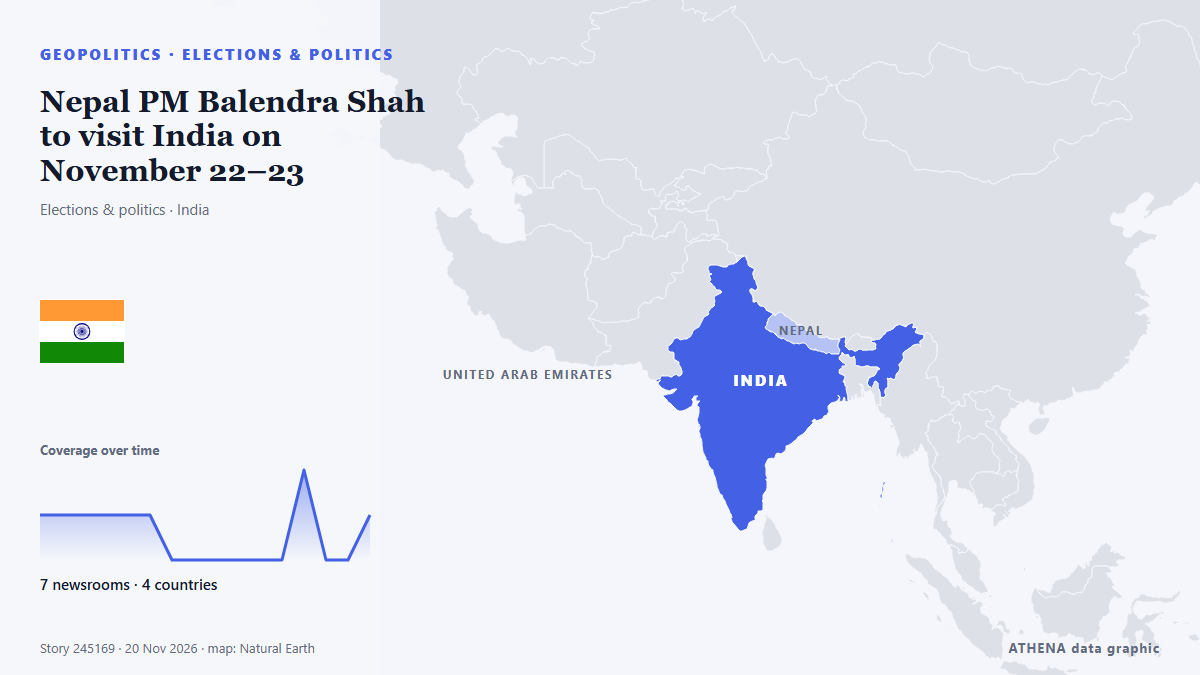 GEOPOLITICS · ELECTIONS & POLITICS
Nepal PM Balendra Shah
to visit India on
November 22–23
Elections & politics · India
NEPAL
UNITED ARAB EMIRATES
INDIA
Coverage over time
7 newsrooms · 4 countries
Story 245169 · 20 Nov 2026 · map: Natural Earth
ATHENA data graphic